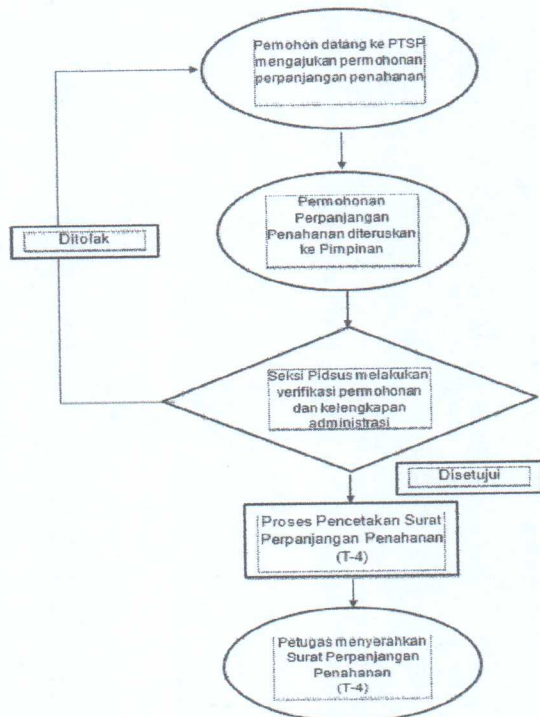 Pemohon datang ke PTSP
mengajukan permohonan
perpanjangan penahanan
Permohonan
Perpanjangan
Penahanan diteruskan
ke Pimpinan
Ditolak
Seksi Pidsus melakukan
verifikasi permohonan
dan kelengkapan
administrasi
Disetujui
Proses Pencetakan Surat
Perpanjangan Penahanan
(T-4)
Petugas menyerahkan
Surat Perpanjangan
Penahanan
(T-4)